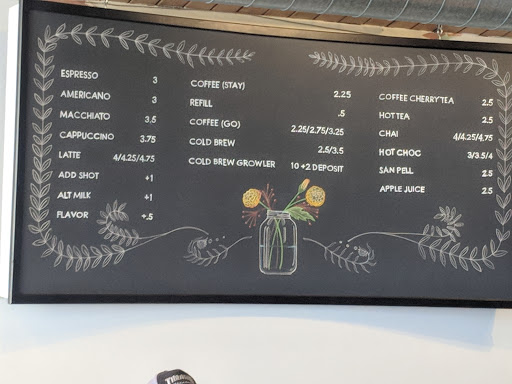 ESPRESSO 3
AMERICANO 3
MACCHIATO 3.5
CAPPUCCINO 3.75
LATTE 4/4.25/4.75
ADD SHOT +1
ALT MILK +1
FLAVOR +.5
COFFEE (STAY) 2.25
REFILL .5
COFFEE (GO) 2.25/2.75/3.25
COLD BREW 2.5/3.5
COLD BREW GROWLER 10 +2 DEPOSIT
COFFEE CHERRY TEA 2.5
HOT TEA 2.5
CHAI 4/4.25/4.75
HOT CHOC 3/3.5/4
SAN PELL 2.5
APPLE JUICE 2.5